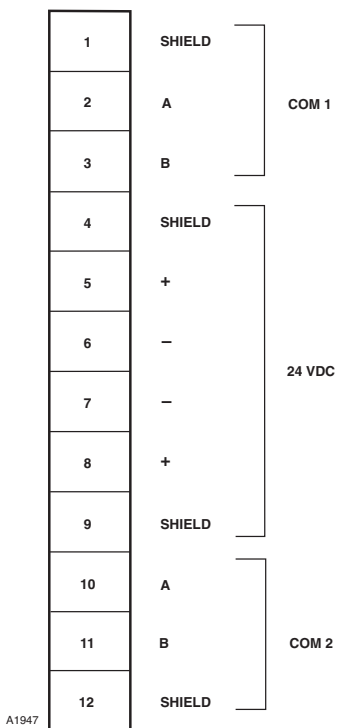 1 SHIELD
2 A COM 1
3 B
4 SHIELD
5 +
6 –
24 VDC
7 –
8 +
9 SHIELD
10 A
11 B COM 2
12 SHIELD
A1947